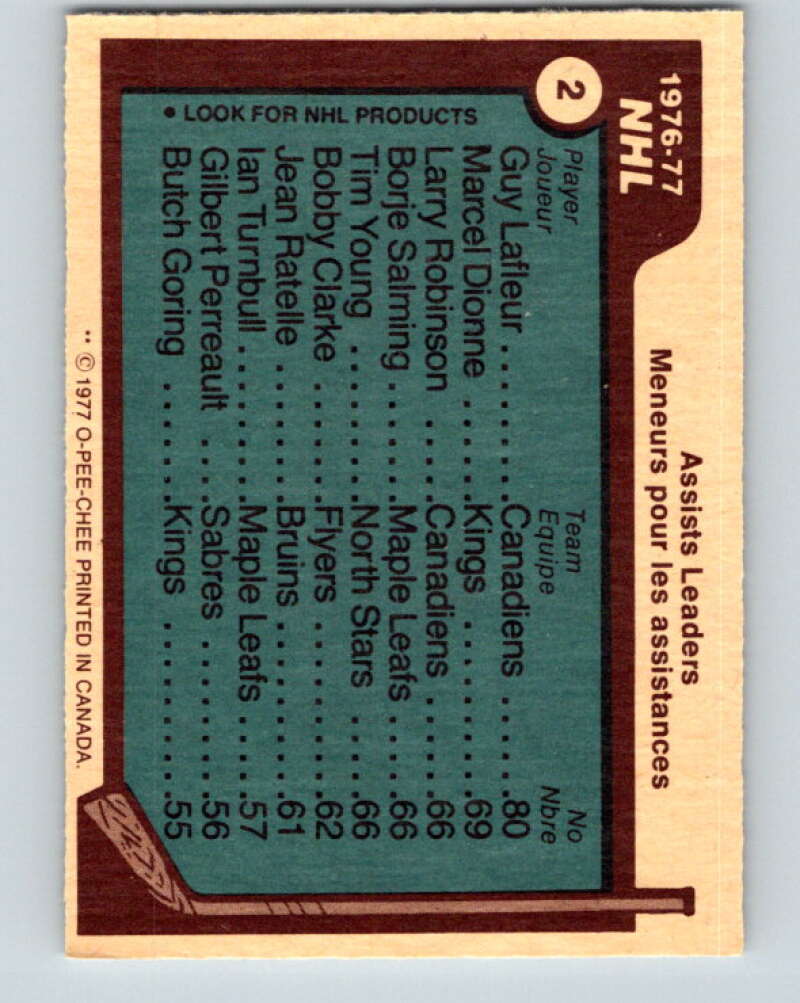 1976-77
NHL
Assists Leaders
Meneurs pour les assistances
2
Player Team No
Joueur Equipe Nbre
Guy Lafleur ........ Canadiens ...... 80
Marcel Dionne ...... Kings .......... 69
Larry Robinson ..... Canadiens ...... 66
Borje Salming ...... Maple Leafs .... 66
Tim Young .......... North Stars .... 66
Bobby Clarke ....... Flyers ......... 62
Jean Ratelle ....... Bruins ......... 61
Ian Turnbull ....... Maple Leafs .... 57
Gilbert Perreault .... Sabres ......... 56
Butch Goring ....... Kings .......... 55
• LOOK FOR NHL PRODUCTS
** © 1977 O-PEE-CHEE PRINTED IN CANADA.